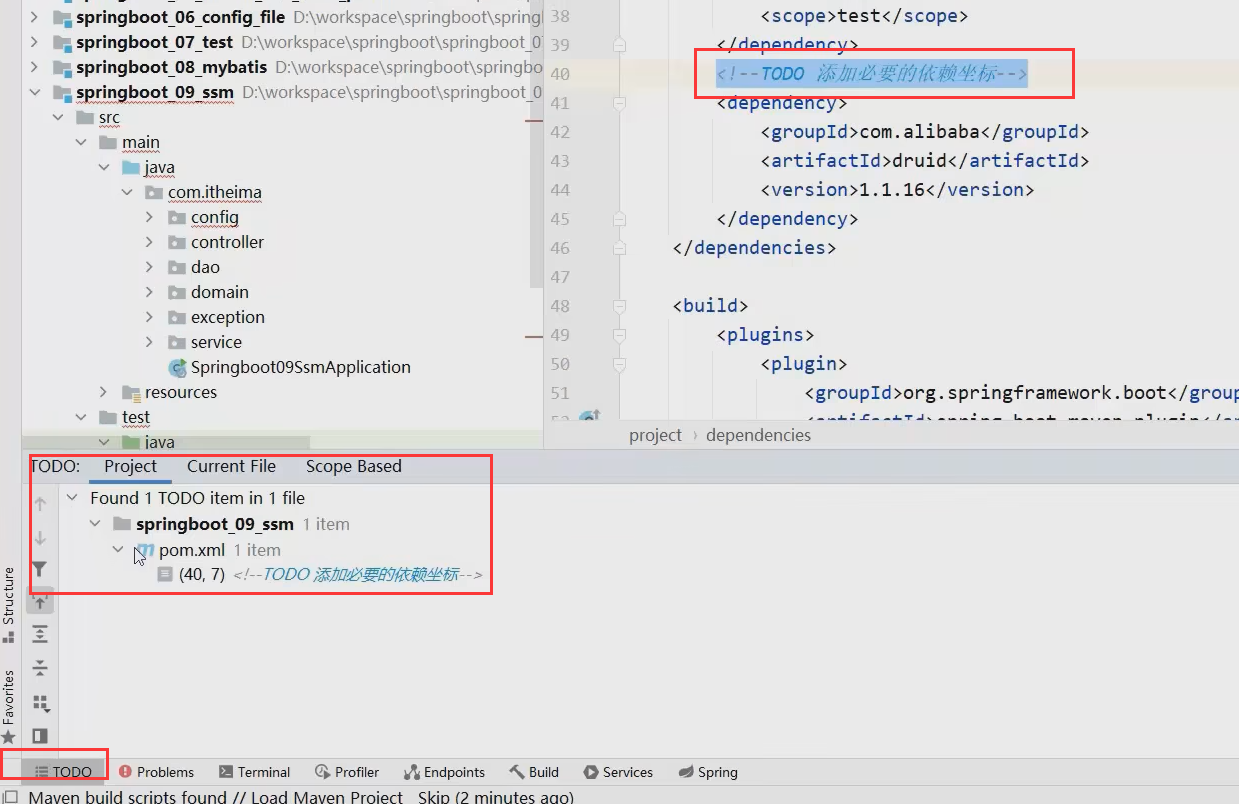 springboot_06_config_file D:\workspace\springboot\spring
springboot_07_test D:\workspace\springboot\springboot_0
springboot_08_mybatis D:\workspace\springboot\springbo
springboot_09_ssm D:\workspace\springboot\springboot_0
src
main
java
com.itheima
config
controller
dao
domain
exception
service
Springboot09SsmApplication
resources
test
java
38 <scope>test</scope>
39 </dependency>
40 <!--TODO 添加必要的依赖坐标-->
41 <dependency>
42 <groupId>com.alibaba</groupId>
43 <artifactId>druid</artifactId>
44 <version>1.1.16</version>
45 </dependency>
46 </dependencies>
47
48 <build>
49 <plugins>
50 <plugin>
51 <groupId>org.springframework.boot</group
project › dependencies
TODO: Project Current File Scope Based
Found 1 TODO item in 1 file
springboot_09_ssm 1 item
pom.xml 1 item
(40, 7) <!--TODO 添加必要的依赖坐标-->
Structure
Favorites
TODO Problems Terminal Profiler Endpoints Build Services Spring
Maven build scripts found // Load Maven Project Skip (2 minutes ago)